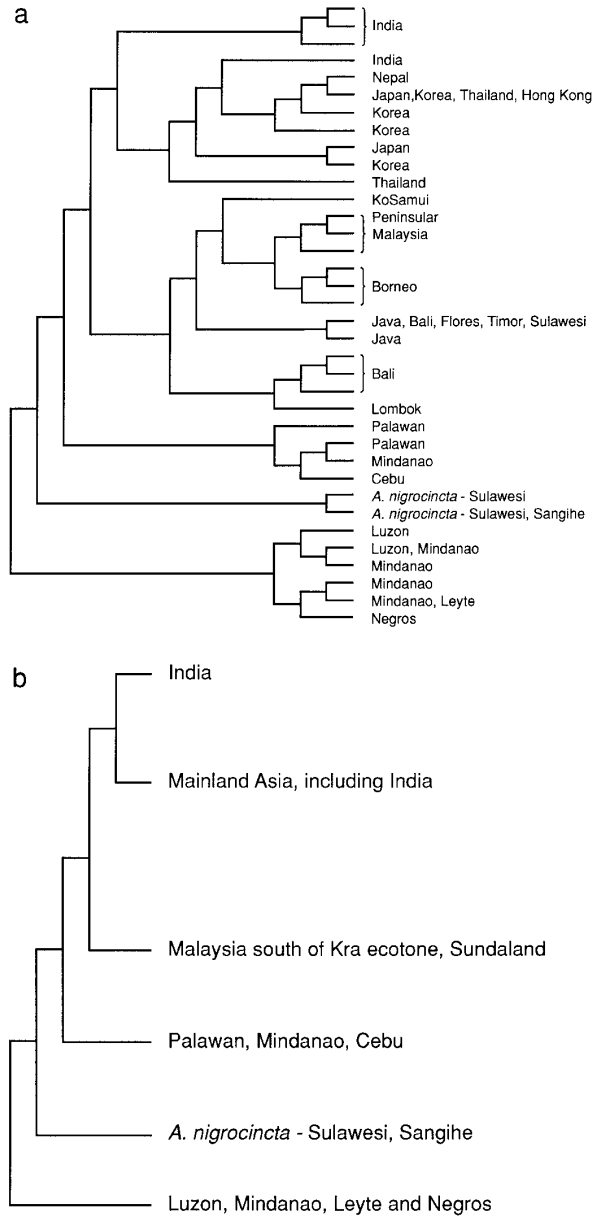 a
India
India
Nepal
Japan,Korea, Thailand, Hong Kong
Korea
Korea
Japan
Korea
Thailand
KoSamui
Peninsular
Malaysia
Borneo
Java, Bali, Flores, Timor, Sulawesi
Java
Bali
Lombok
Palawan
Palawan
Mindanao
Cebu
A. nigrocincta - Sulawesi
A. nigrocincta - Sulawesi, Sangihe
Luzon
Luzon, Mindanao
Mindanao
Mindanao
Mindanao, Leyte
Negros
b
India
Mainland Asia, including India
Malaysia south of Kra ecotone, Sundaland
Palawan, Mindanao, Cebu
A. nigrocincta - Sulawesi, Sangihe
Luzon, Mindanao, Leyte and Negros